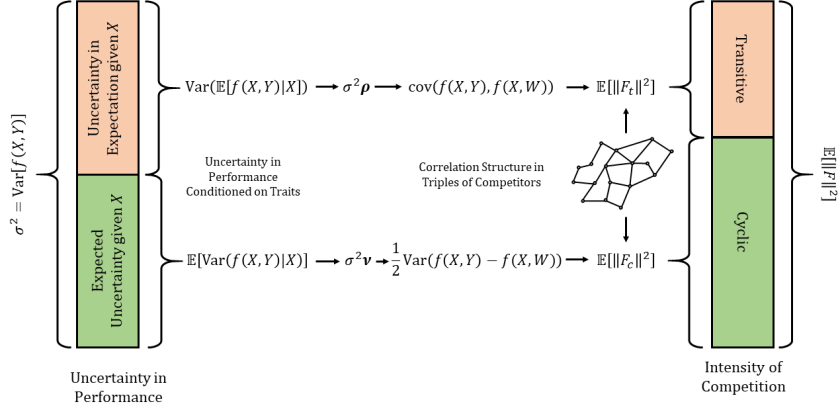 σ² = Var[f(X,Y)]
Uncertainty in
Expectation given X
Expected
Uncertainty given X
Uncertainty in
Performance
Var(𝔼[f(X,Y)|X]) → σ²ρ → cov(f(X,Y), f(X,W)) → 𝔼[‖F_t‖²]
Uncertainty in
Performance
Conditioned on Traits
Correlation Structure in
Triples of Competitors
𝔼[Var(f(X,Y)|X)] → σ²ν → 1/2 Var(f(X,Y) − f(X,W)) → 𝔼[‖F_c‖²]
Transitive
Cyclic
Intensity of
Competition
𝔼[‖F‖²]